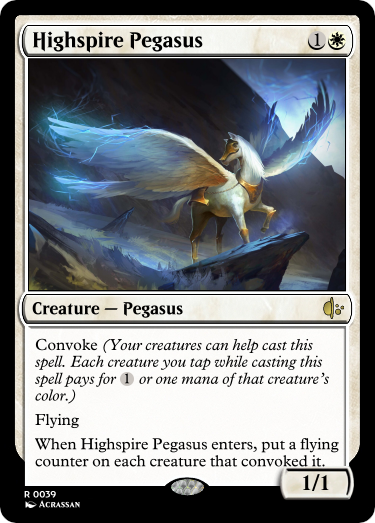 Highspire Pegasus 1
Creature — Pegasus
Convoke (Your creatures can help cast this
spell. Each creature you tap while casting this
spell pays for 1 or one mana of that creature's
color.)
Flying
When Highspire Pegasus enters, put a flying
counter on each creature that convoked it.
1/1
R 0039
Acrassan